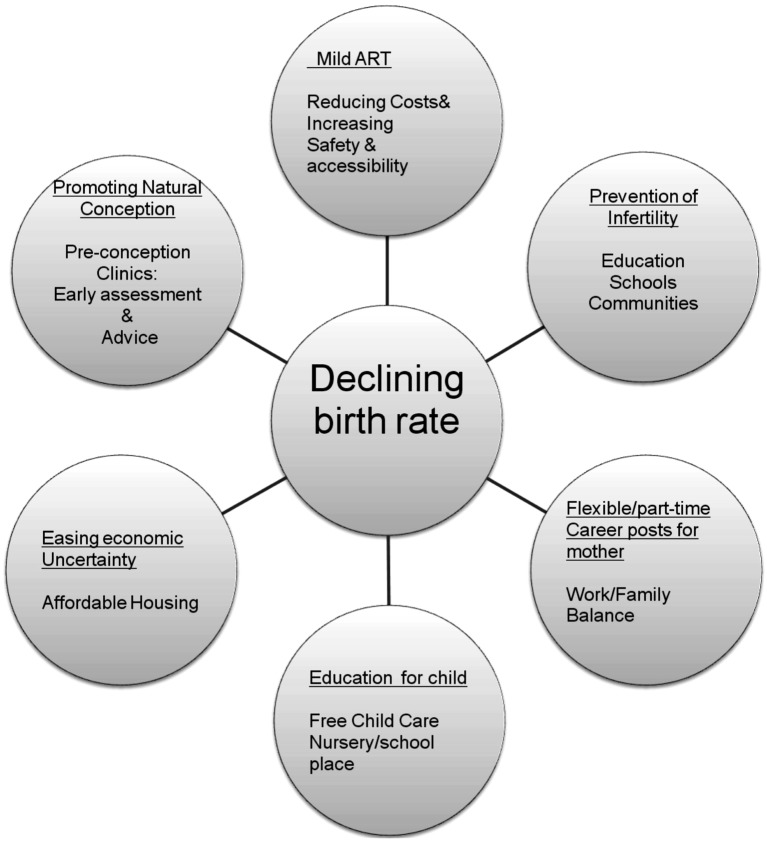 Mild ART
Reducing Costs&
Increasing
Safety &
accessibility
Promoting Natural
Conception
Pre-conception
Clinics:
Early assessment
&
Advice
Prevention of
Infertility
Education
Schools
Communities
Declining
birth rate
Easing economic
Uncertainty
Affordable Housing
Flexible/part-time
Career posts for
mother
Work/Family
Balance
Education for child
Free Child Care
Nursery/school
place